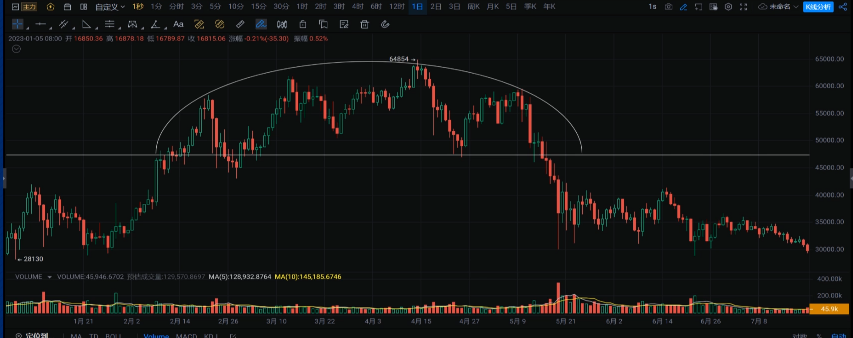 主力 自定义 1秒 1分 分时 3分 5分 10分 15分 30分 1时 2时 3时 4时 6时 12时 1日 2日 3日 周K 月K 5日 季K 年K 1s 未命名 K线分析
Aa
2023-01-05 08:00 开 16850.36 高 16878.18 低 16789.87 收 16815.06 涨幅 -0.21%(-35.30) 振幅 0.52%
64854
65000.00
60000.00
55000.00
50000.00
45000.00
40000.00
35000.00
30000.00
28130
VOLUME VOLUME:45,946.6702 预估成交量:129,570.8697 MA(5):128,932.8764 MA(10):145,185.6746
400.00k
200.00k
45.9k
1月 21 2月 2 2月 14 2月 26 3月 10 3月 22 4月 3 4月 15 4月 27 5月 9 5月 21 6月 2 6月 14 6月 26 7月 8
MA TD BOLL Volume MACD KDJ % 自动